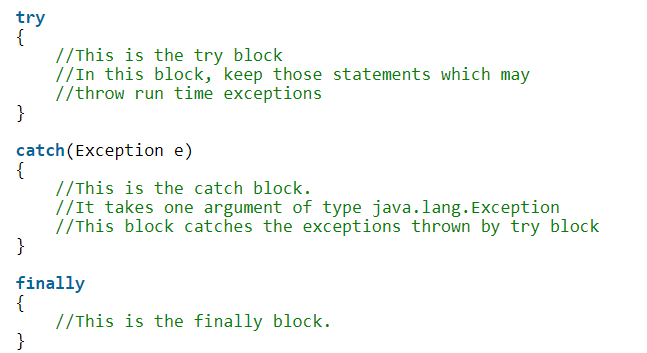 try
{
//This is the try block
//In this block, keep those statements which may
//throw run time exceptions
}
catch(Exception e)
{
//This is the catch block.
//It takes one argument of type java.lang.Exception
//This block catches the exceptions thrown by try block
}
finally
{
//This is the finally block.
}